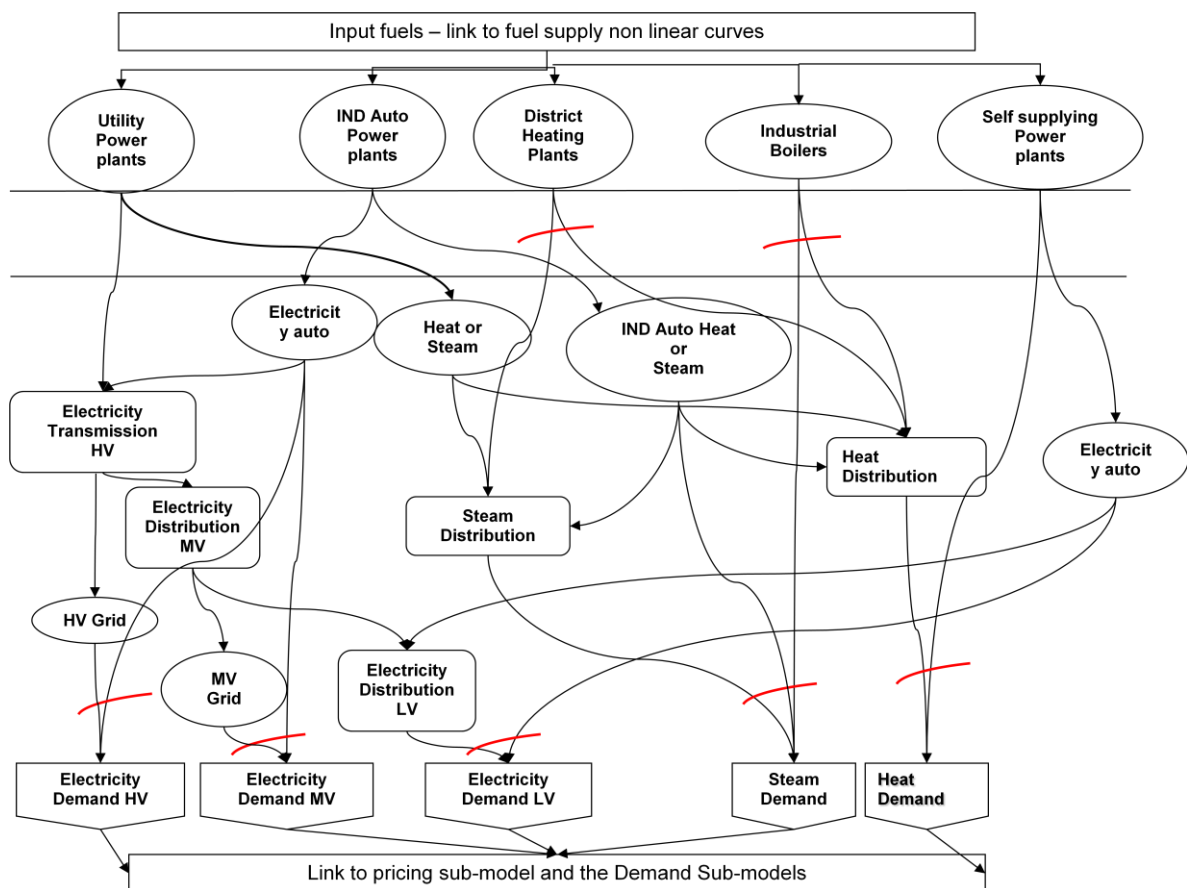 Input fuels – link to fuel supply non linear curves
Utility
Power
plants
IND Auto
Power
plants
District
Heating
Plants
Industrial
Boilers
Self supplying
Power
plants
Electricit
y auto
Heat or
Steam
IND Auto Heat
or
Steam
Electricity
Transmission
HV
Heat
Distribution
Electricit
y auto
Electricity
Distribution
MV
Steam
Distribution
HV Grid
MV
Grid
Electricity
Distribution
LV
Electricity
Demand HV
Electricity
Demand MV
Electricity
Demand LV
Steam
Demand
Heat
Demand
Link to pricing sub-model and the Demand Sub-models